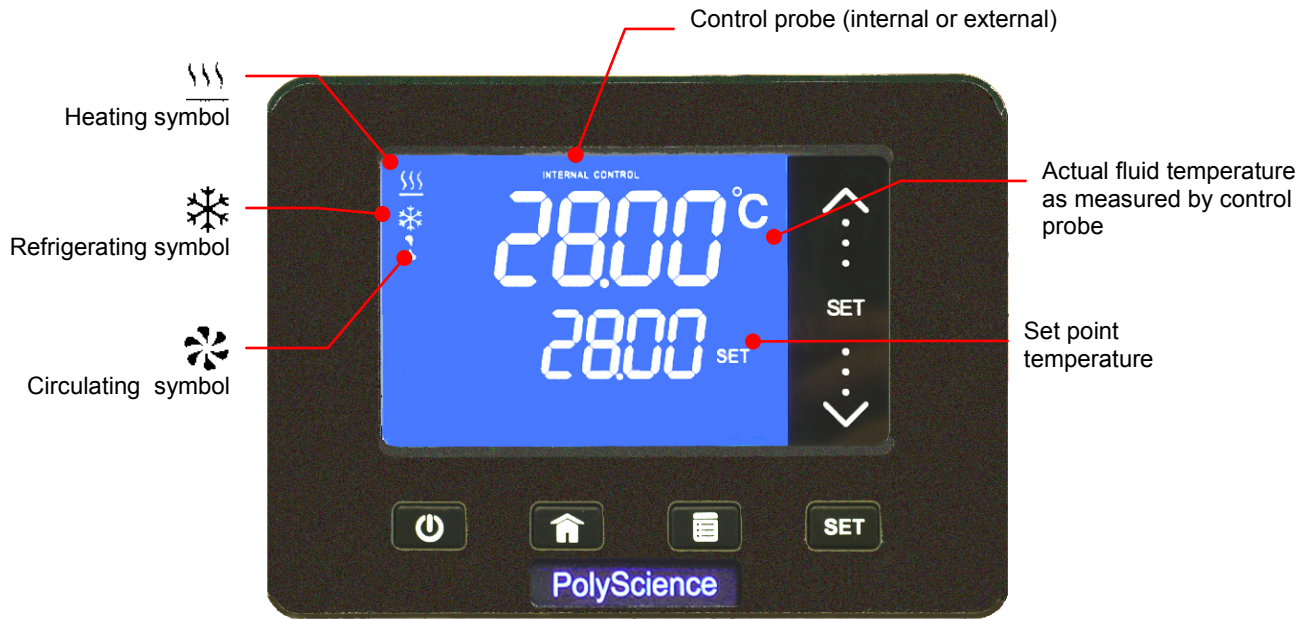 Control probe (internal or external)
Heating symbol
Refrigerating symbol
Circulating symbol
INTERNAL CONTROL
28.00 °C
28.00 SET
SET
Actual fluid temperature
as measured by control
probe
Set point
temperature
SET
PolyScience